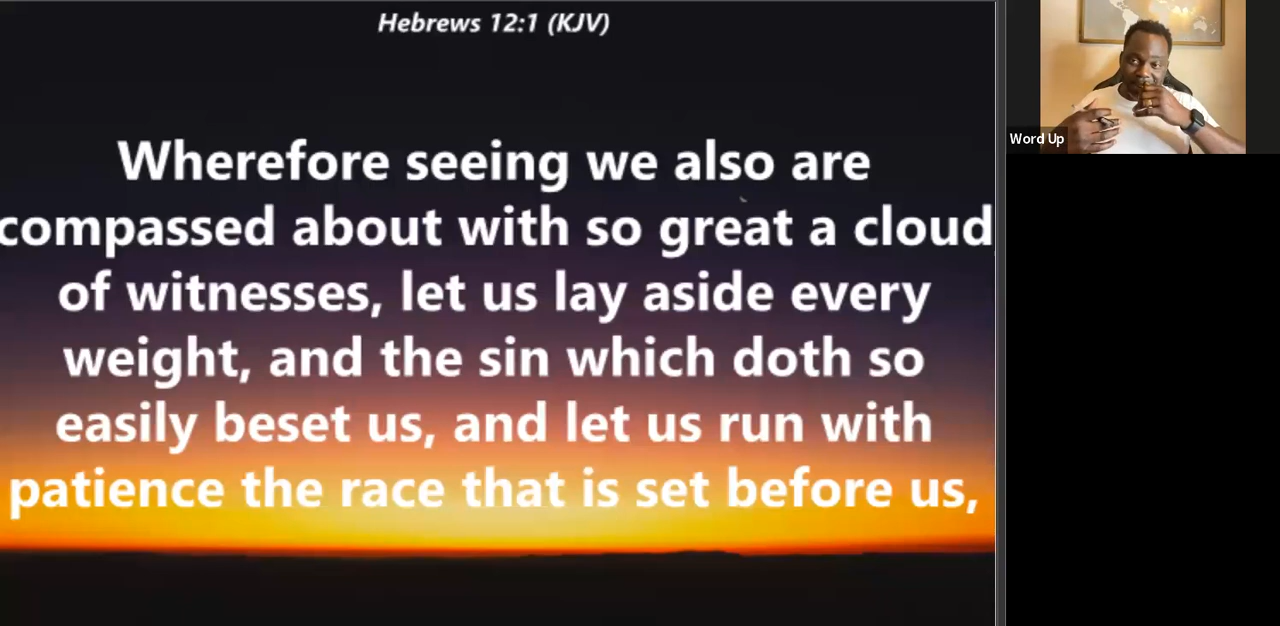 Hebrews 12:1 (KJV)
Wherefore seeing we also are
compassed about with so great a cloud
of witnesses, let us lay aside every
weight, and the sin which doth so
easily beset us, and let us run with
patience the race that is set before us,
Word Up